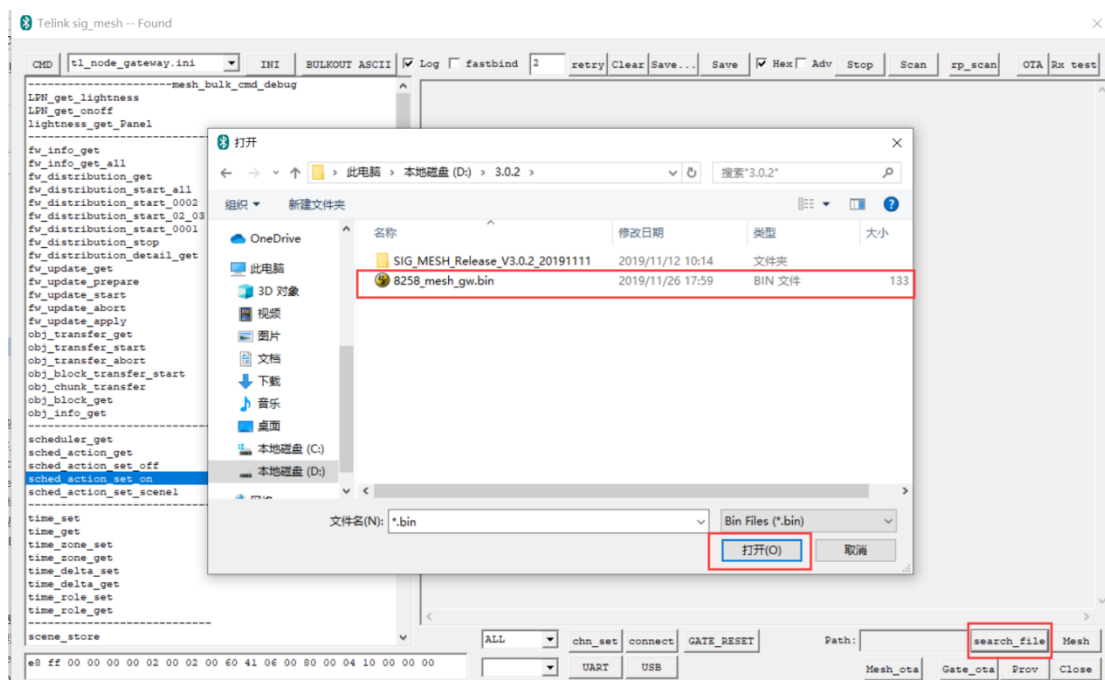 Telink sig_mesh -- Found
CMD tl_node_gateway.ini INI BULKOUT ASCII Log fastbind 2 retry Clear Save... Save Hex Adv Stop Scan rp_scan OTA Rx test
----------------------mesh_bulk_cmd_debug
LPN_get_lightness
LPN_get_onoff
lightness_get_Panel
fw_info_get
fw_info_get_all
fw_distribution_get
fw_distribution_start_all
fw_distribution_start_0002
fw_distribution_start_02_03
fw_distribution_start_0001
fw_distribution_stop
fw_distribution_detail_get
fw_update_get
fw_update_prepare
fw_update_start
fw_update_abort
fw_update_apply
obj_transfer_get
obj_transfer_start
obj_transfer_abort
obj_block_transfer_start
obj_chunk_transfer
obj_block_get
obj_info_get
scheduler_get
sched_action_get
sched_action_set_off
sched_action_set_on
sched_action_set_scene1
time_set
time_get
time_zone_set
time_zone_get
time_delta_set
time_delta_get
time_role_set
time_role_get
----------------------------
scene_store
打开
此电脑 › 本地磁盘 (D:) › 3.0.2 ›
搜索"3.0.2"
组织 新建文件夹
OneDrive
此电脑
3D 对象
视频
图片
文档
下载
音乐
桌面
本地磁盘 (C:)
本地磁盘 (D:)
名称 修改日期 类型 大小
SIG_MESH_Release_V3.0.2_20191111 2019/11/12 10:14 文件夹
8258_mesh_gw.bin 2019/11/26 17:59 BIN 文件 133
文件名(N): *.bin Bin Files (*.bin)
打开(O) 取消
ALL chn_set connect GATE_RESET Path: search_file Mesh
e8 ff 00 00 00 00 02 00 02 00 60 41 06 00 80 00 04 10 00 00 00
UART USB Mesh_ota Gate_ota Prov Close